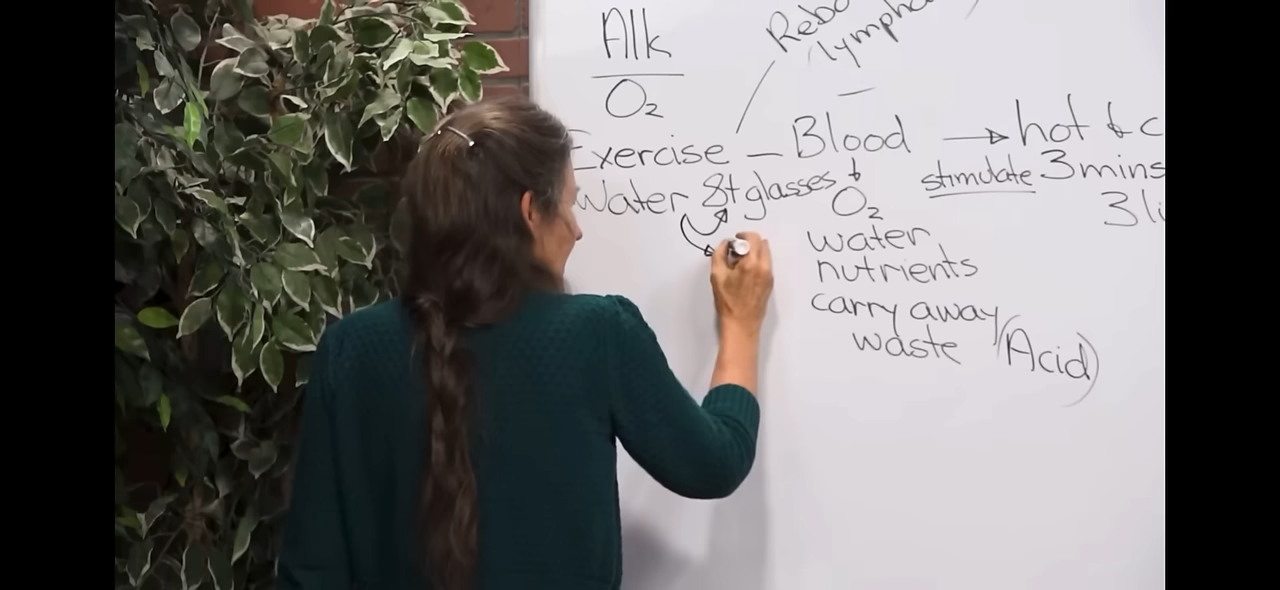 Alk
O₂
Exercise — Blood → hot & c
Water 8+ glasses
stimulate 3 mins
O₂
water
nutrients
carry away
waste (Acid)